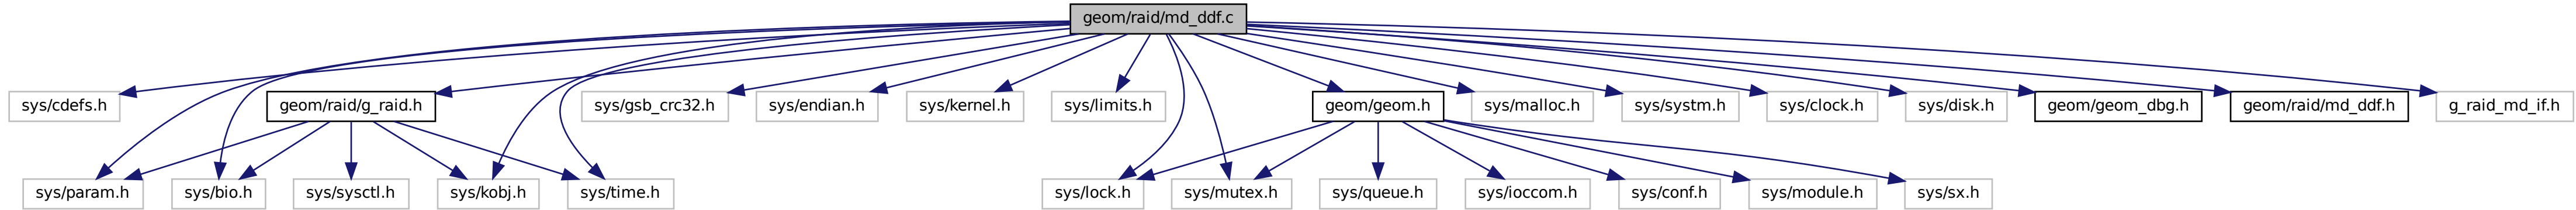 geom/raid/md_ddf.c
sys/cdefs.h
geom/raid/g_raid.h
sys/gsb_crc32.h
sys/endian.h
sys/kernel.h
sys/limits.h
geom/geom.h
sys/malloc.h
sys/systm.h
sys/clock.h
sys/disk.h
geom/geom_dbg.h
geom/raid/md_ddf.h
g_raid_md_if.h
sys/param.h
sys/bio.h
sys/sysctl.h
sys/kobj.h
sys/time.h
sys/lock.h
sys/mutex.h
sys/queue.h
sys/ioccom.h
sys/conf.h
sys/module.h
sys/sx.h